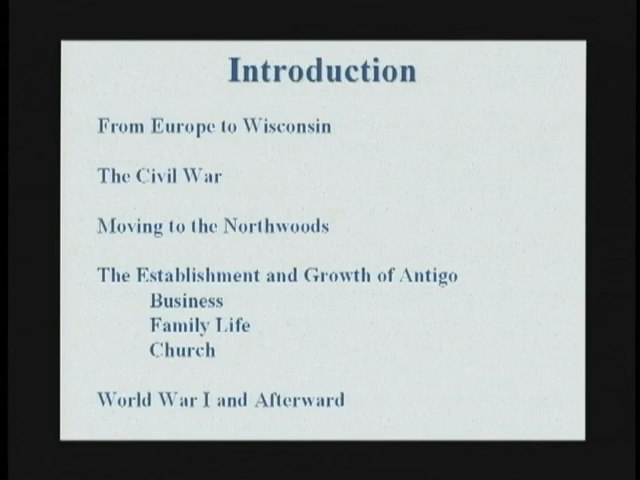 Introduction
From Europe to Wisconsin
The Civil War
Moving to the Northwoods
The Establishment and Growth of Antigo
Business
Family Life
Church
World War I and Afterward